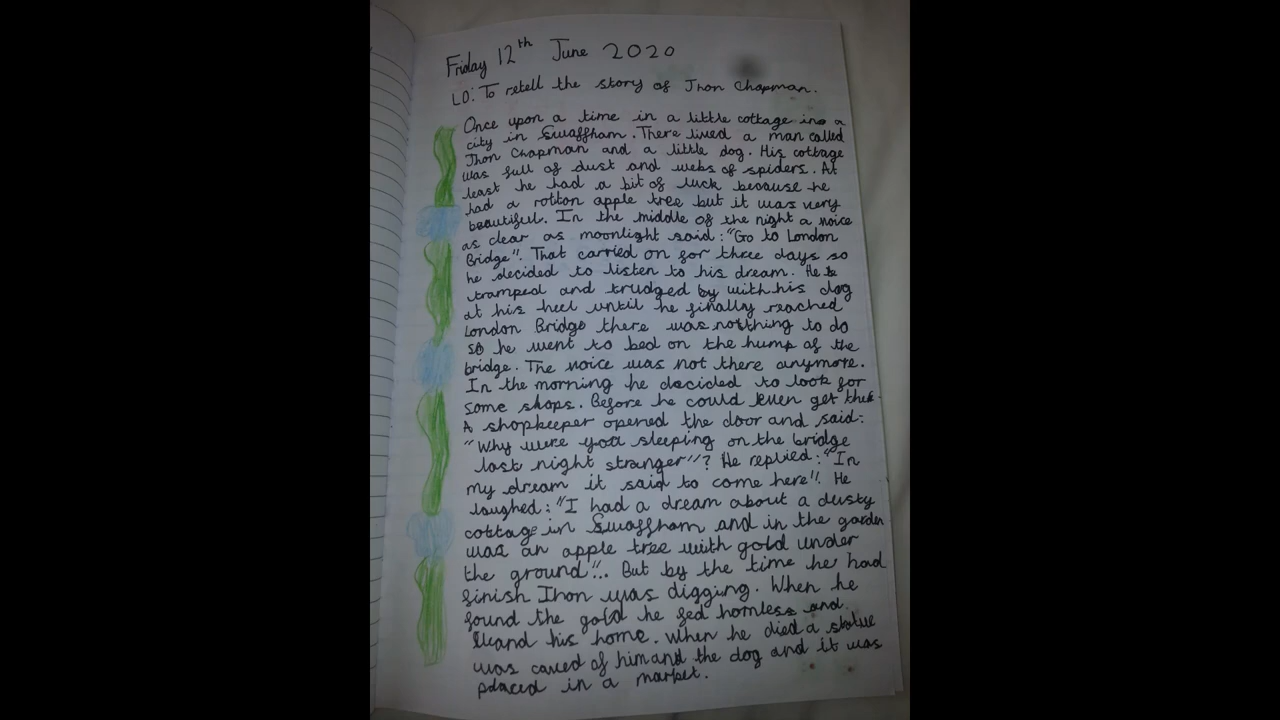 Friday 12th June 2020
LO: To retell the story of Jhon Chapman.
Once upon a time in a little cottage in a
city in Swaffham. There lived a man called
Jhon Chapman and a little dog. His cottage
was full of dust and webs of spiders. At
least he had a bit of luck because he
had a rotton apple tree but it was very
beautiful. In the middle of the night a voice
as clear as moonlight said: "Go to London
Bridge". That carried on for three days so
he decided to listen to his dream. He
tramped and trudged by with his dog
at his heel until he finally reached
London Bridge there was nothing to do
so he went to bed on the hump of the
bridge. The voice was not there anymore.
In the morning he decided to look for
some shops. Before he could even get
A shopkeeper opened the door and said:
"Why were you sleeping on the bridge
last night stranger"? He replied: "In
my dream it said to come here". He
laughed: "I had a dream about a dusty
cottage in Swaffham and in the garden
was an apple tree with gold under
the ground". But by the time he had
finish Jhon was digging. When he
found the gold he fed homless and
his home. When he died a statue
was caved of him and the dog and it was
placed in a market.